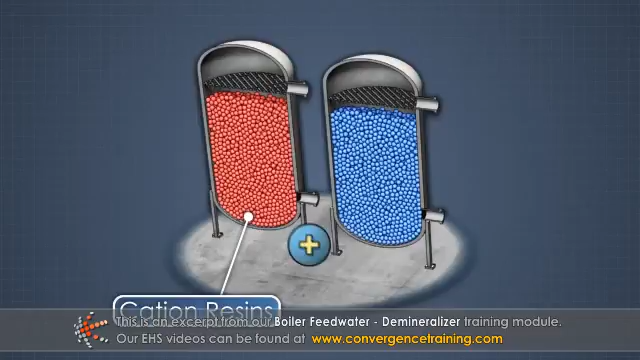 Cation Resins
This is an excerpt from our Boiler Feedwater - Demineralizer training module.
Our EHS videos can be found at www.convergencetraining.com